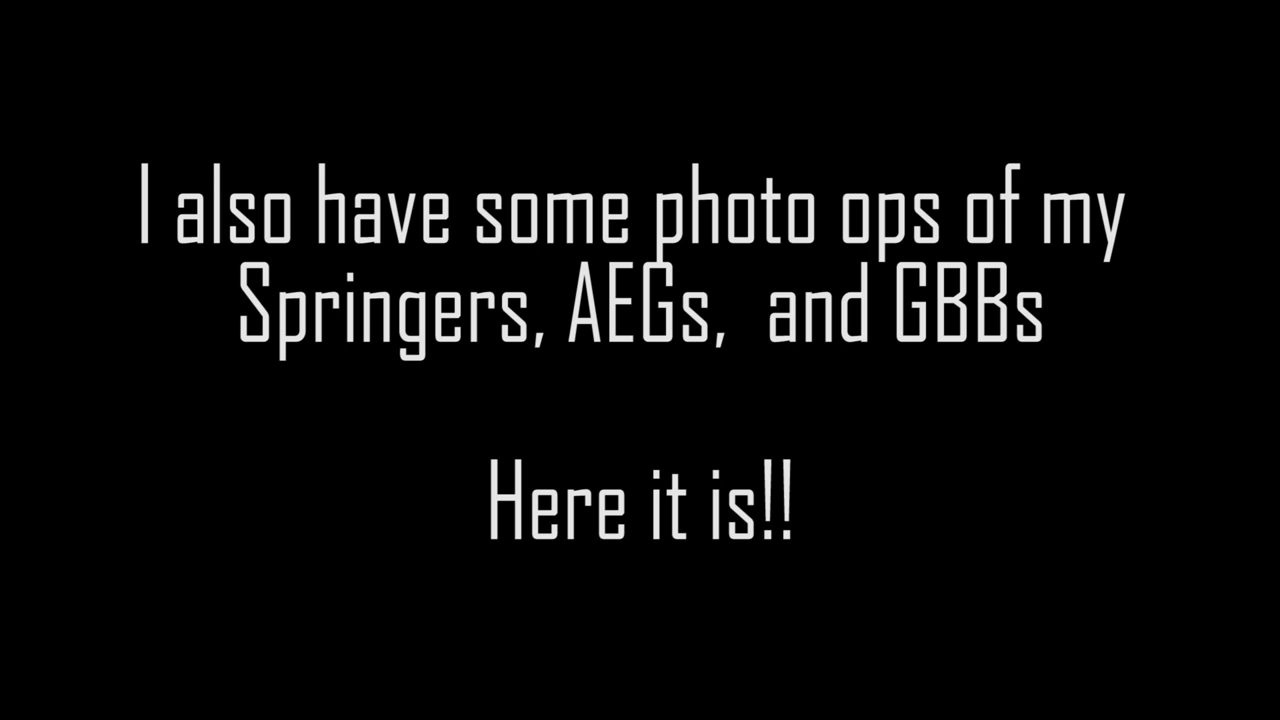 I also have some photo ops of my
Springers, AEGs,  and GBBs
Here it is!!